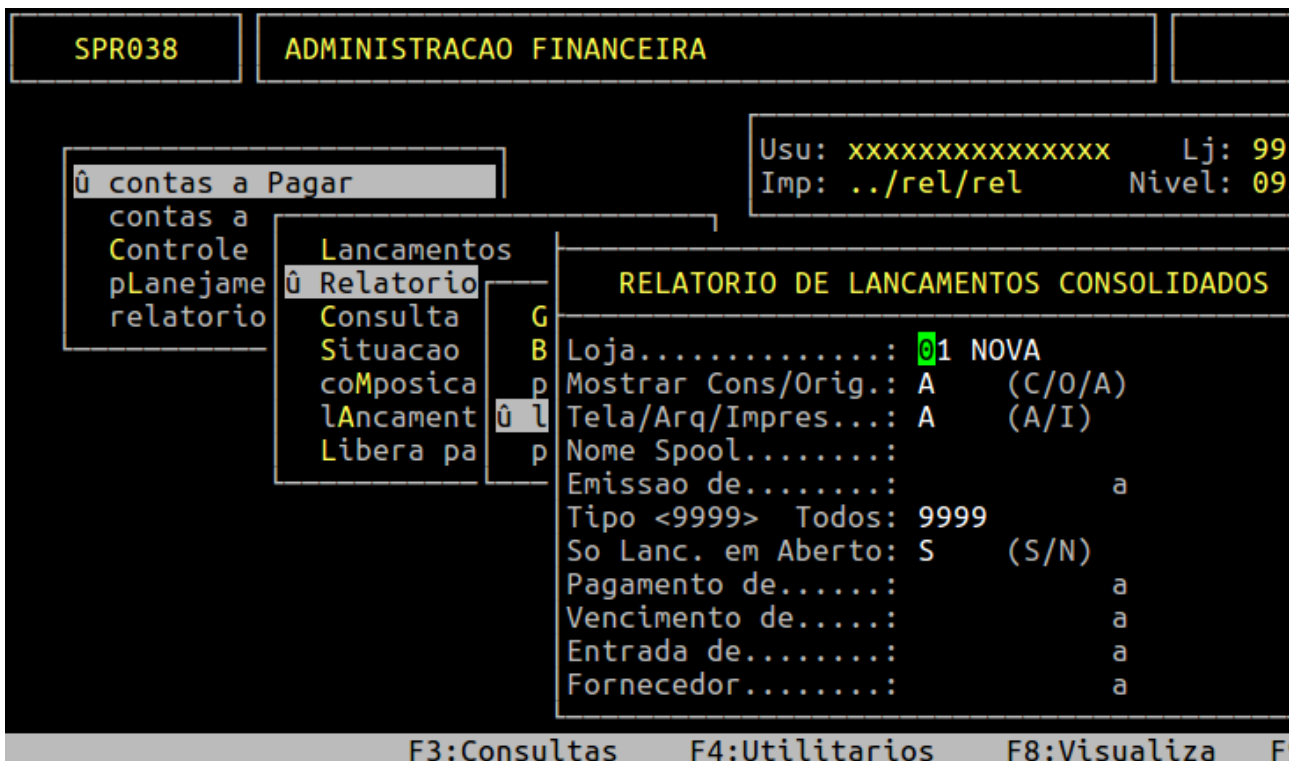 SPR038 ADMINISTRACAO FINANCEIRA
Usu: xxxxxxxxxxxxxxx Lj: 99
Imp: ../rel/rel Nivel: 09
û contas a Pagar
contas a
Controle
pLanejame
relatorio
Lancamentos
û Relatorio
Consulta
Situacao
coMposica
lAncament
Libera pa
G
B
p
û l
p
RELATORIO DE LANCAMENTOS CONSOLIDADOS
Loja..............: 01 NOVA
Mostrar Cons/Orig.: A (C/O/A)
Tela/Arq/Impres...: A (A/I)
Nome Spool........:
Emissao de........: a
Tipo <9999> Todos: 9999
So Lanc. em Aberto: S (S/N)
Pagamento de......: a
Vencimento de.....: a
Entrada de........: a
Fornecedor........: a
F3:Consultas F4:Utilitarios F8:Visualiza